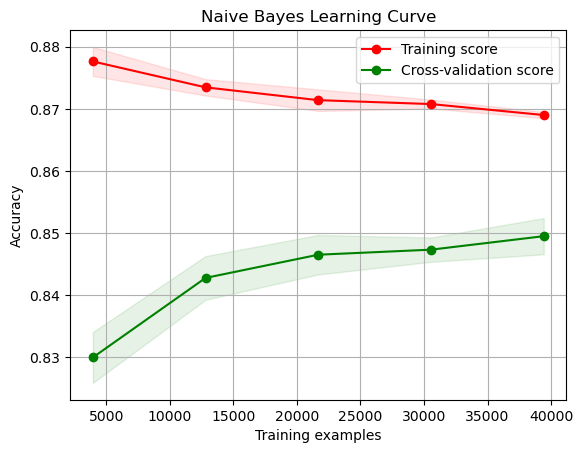 Naive Bayes Learning Curve
Training score
Cross-validation score
0.88
0.87
0.86
0.85
0.84
0.83
Accuracy
5000 10000 15000 20000 25000 30000 35000 40000
Training examples